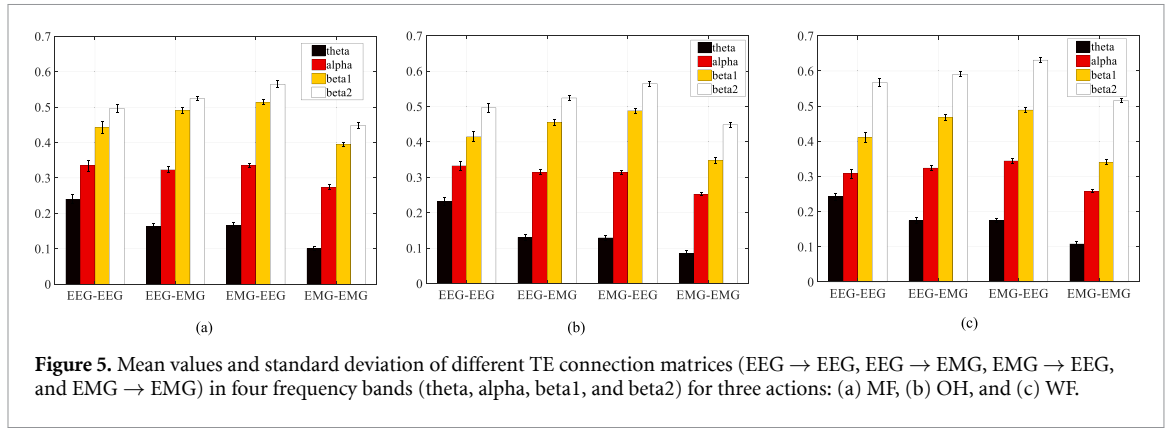 0.7
0.6
0.5
0.4
0.3
0.2
0.1
0
theta
alpha
beta1
beta2
EEG-EEG EEG-EMG EMG-EEG EMG-EMG
(a)
0.7
0.6
0.5
0.4
0.3
0.2
0.1
0
theta
alpha
beta1
beta2
EEG-EEG EEG-EMG EMG-EEG EMG-EMG
(b)
0.7
0.6
0.5
0.4
0.3
0.2
0.1
0
theta
alpha
beta1
beta2
EEG-EEG EEG-EMG EMG-EEG EMG-EMG
(c)
Figure 5. Mean values and standard deviation of different TE connection matrices (EEG → EEG, EEG → EMG, EMG → EEG,
and EMG → EMG) in four frequency bands (theta, alpha, beta1, and beta2) for three actions: (a) MF, (b) OH, and (c) WF.